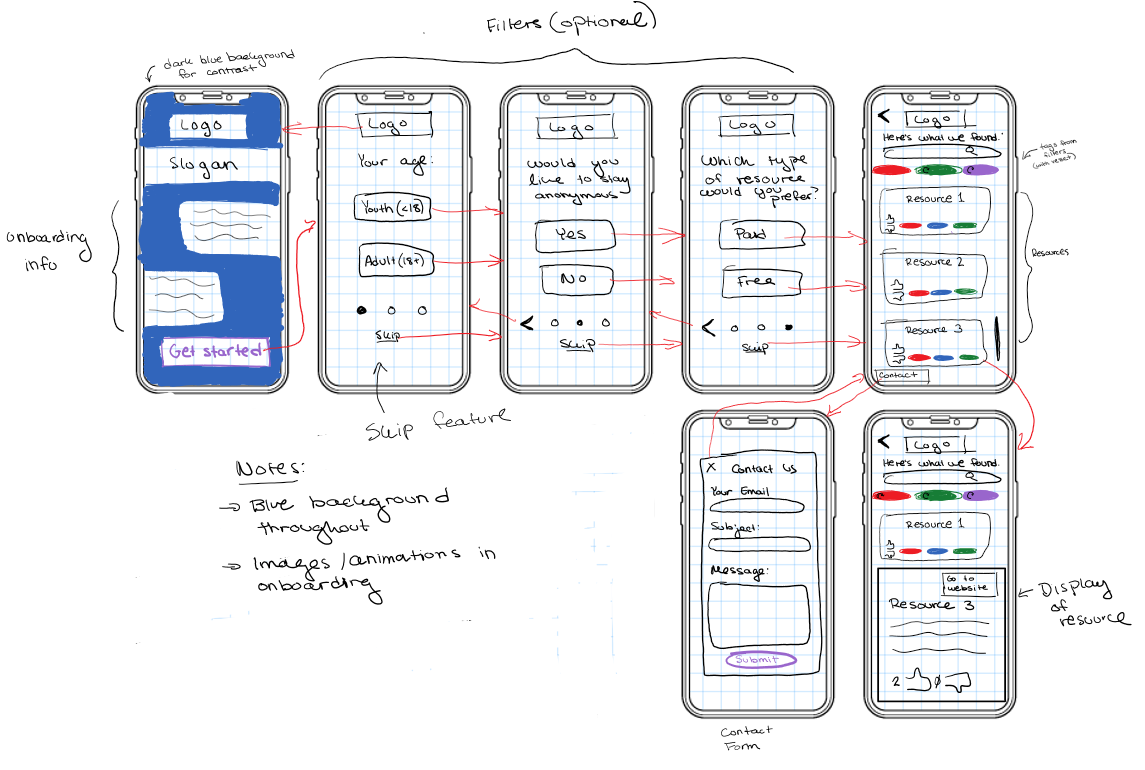 Filters (optional)
dark blue background
for contrast
Logo
Slogan
Get started
onboarding
info
Logo
Your age:
Youth (<18)
Adult (18+)
Skip
Skip feature
Logo
would you
like to stay
anonymous
Yes
No
<
Skip
Logo
Which type
of resource
would you
prefer?
Paid
Free
<
Skip
<
Logo
Here's what we found:
tags from
filters
(with reset)
Resource 1
Resource 2
Resource 3
Resources
Contact
Notes:
→ Blue background
throughout
→ Images/animations in
onboarding
X Contact us
Your Email
Subject:
Message:
Submit
Contact
Form
<
Logo
Here's what we found.
Resource 1
Go to
website
Resource 3
2 0
Display
of
resource